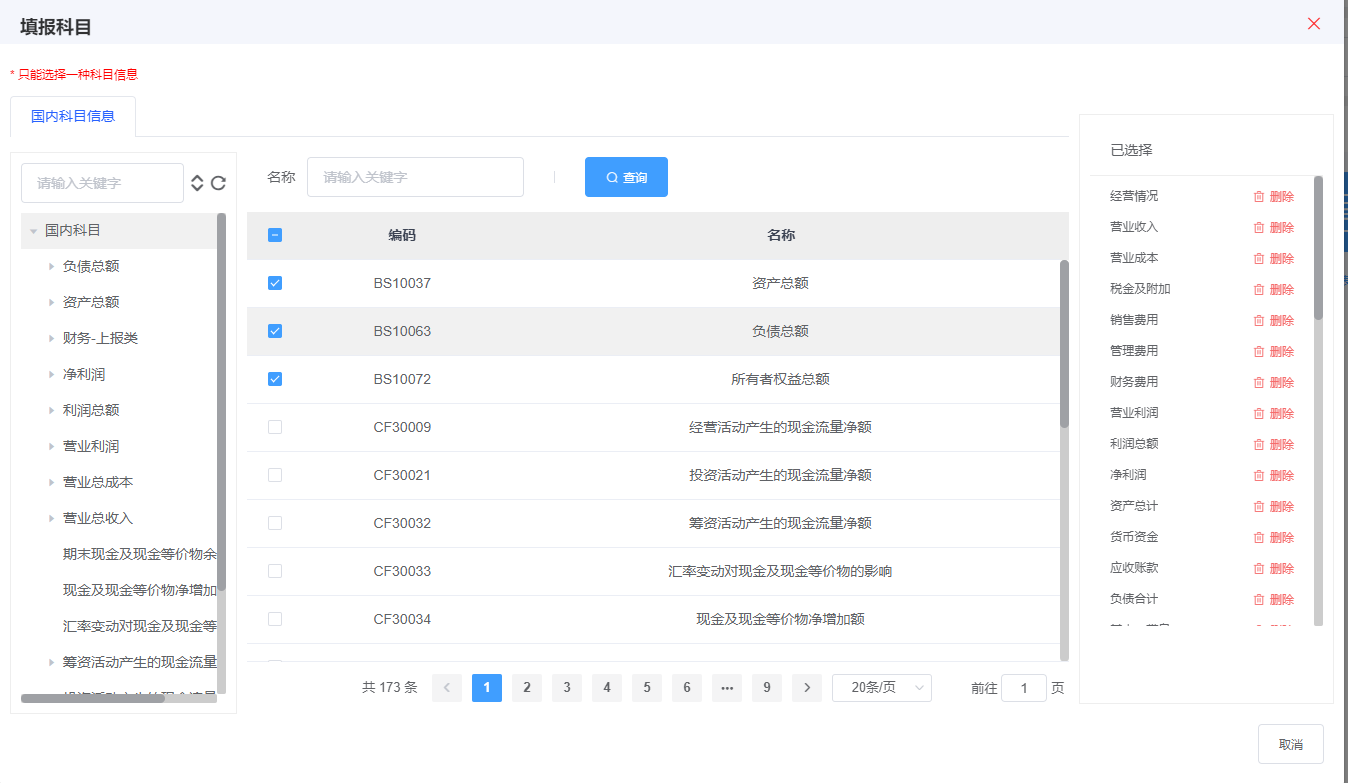 填报科目
* 只能选择一种科目信息
国内科目信息
请输入关键字
国内科目
负债总额
资产总额
财务-上报类
净利润
利润总额
营业利润
营业总成本
营业总收入
期末现金及现金等价物余
现金及现金等价物净增加
汇率变动对现金及现金等
筹资活动产生的现金流量
名称 请输入关键字 查询
编码 名称
BS10037 资产总额
BS10063 负债总额
BS10072 所有者权益总额
CF30009 经营活动产生的现金流量净额
CF30021 投资活动产生的现金流量净额
CF30032 筹资活动产生的现金流量净额
CF30033 汇率变动对现金及现金等价物的影响
CF30034 现金及现金等价物净增加额
共 173 条 1 2 3 4 5 6 ••• 9 20条/页 前往 1 页
已选择
经营情况 删除
营业收入 删除
营业成本 删除
税金及附加 删除
销售费用 删除
管理费用 删除
财务费用 删除
营业利润 删除
利润总额 删除
净利润 删除
资产总计 删除
货币资金 删除
应收账款 删除
负债合计 删除
取消